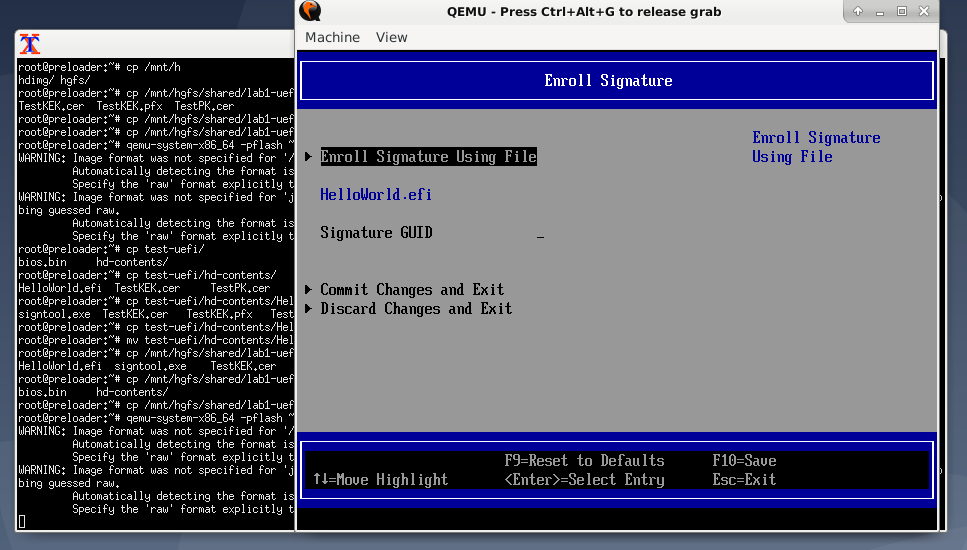 QEMU - Press Ctrl+Alt+G to release grab
Machine View
Enroll Signature
Enroll Signature Using File
HelloWorld.efi
Signature GUID _
Commit Changes and Exit
Discard Changes and Exit
Enroll Signature
Using File
F9=Reset to Defaults F10=Save
↑↓=Move Highlight <Enter>=Select Entry Esc=Exit
root@preloader:~# cp /mnt/h
hdimg/ hgfs/
root@preloader:~# cp /mnt/hgfs/shared/lab1-uef
TestKEK.cer TestKEK.pfx TestPK.cer
root@preloader:~# cp /mnt/hgfs/shared/lab1-uef
root@preloader:~# cp /mnt/hgfs/shared/lab1-uef
root@preloader:~# qemu-system-x86_64 -pflash ~
WARNING: Image format was not specified for '/
Automatically detecting the format is
Specify the 'raw' format explicitly t
WARNING: Image format was not specified for 'j
bing guessed raw.
Automatically detecting the format is
Specify the 'raw' format explicitly t
root@preloader:~# cp test-uefi/
bios.bin hd-contents/
root@preloader:~# cp test-uefi/hd-contents/
HelloWorld.efi TestKEK.cer TestPK.cer
root@preloader:~# cp test-uefi/hd-contents/Hel
signtool.exe TestKEK.cer TestKEK.pfx Test
root@preloader:~# cp test-uefi/hd-contents/Hel
root@preloader:~# mv test-uefi/hd-contents/Hel
root@preloader:~# cp /mnt/hgfs/shared/lab1-uef
HelloWorld.efi signtool.exe TestKEK.cer
root@preloader:~# cp /mnt/hgfs/shared/lab1-uef
bios.bin hd-contents/
root@preloader:~# cp /mnt/hgfs/shared/lab1-uef
root@preloader:~# qemu-system-x86_64 -pflash ~
WARNING: Image format was not specified for '/
Automatically detecting the format is
Specify the 'raw' format explicitly t
WARNING: Image format was not specified for 'j
bing guessed raw.
Automatically detecting the format is
Specify the 'raw' format explicitly t